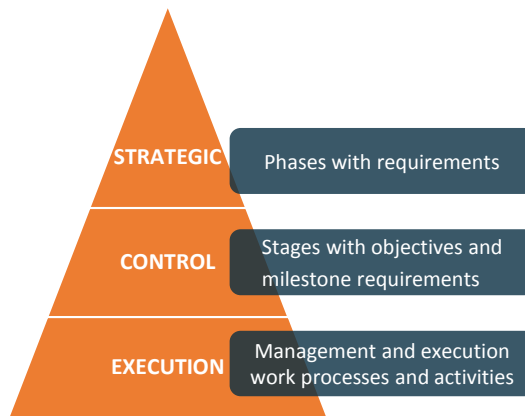 STRATEGIC
Phases with requirements
CONTROL
Stages with objectives and
milestone requirements
EXECUTION
Management and execution
work processes and activities